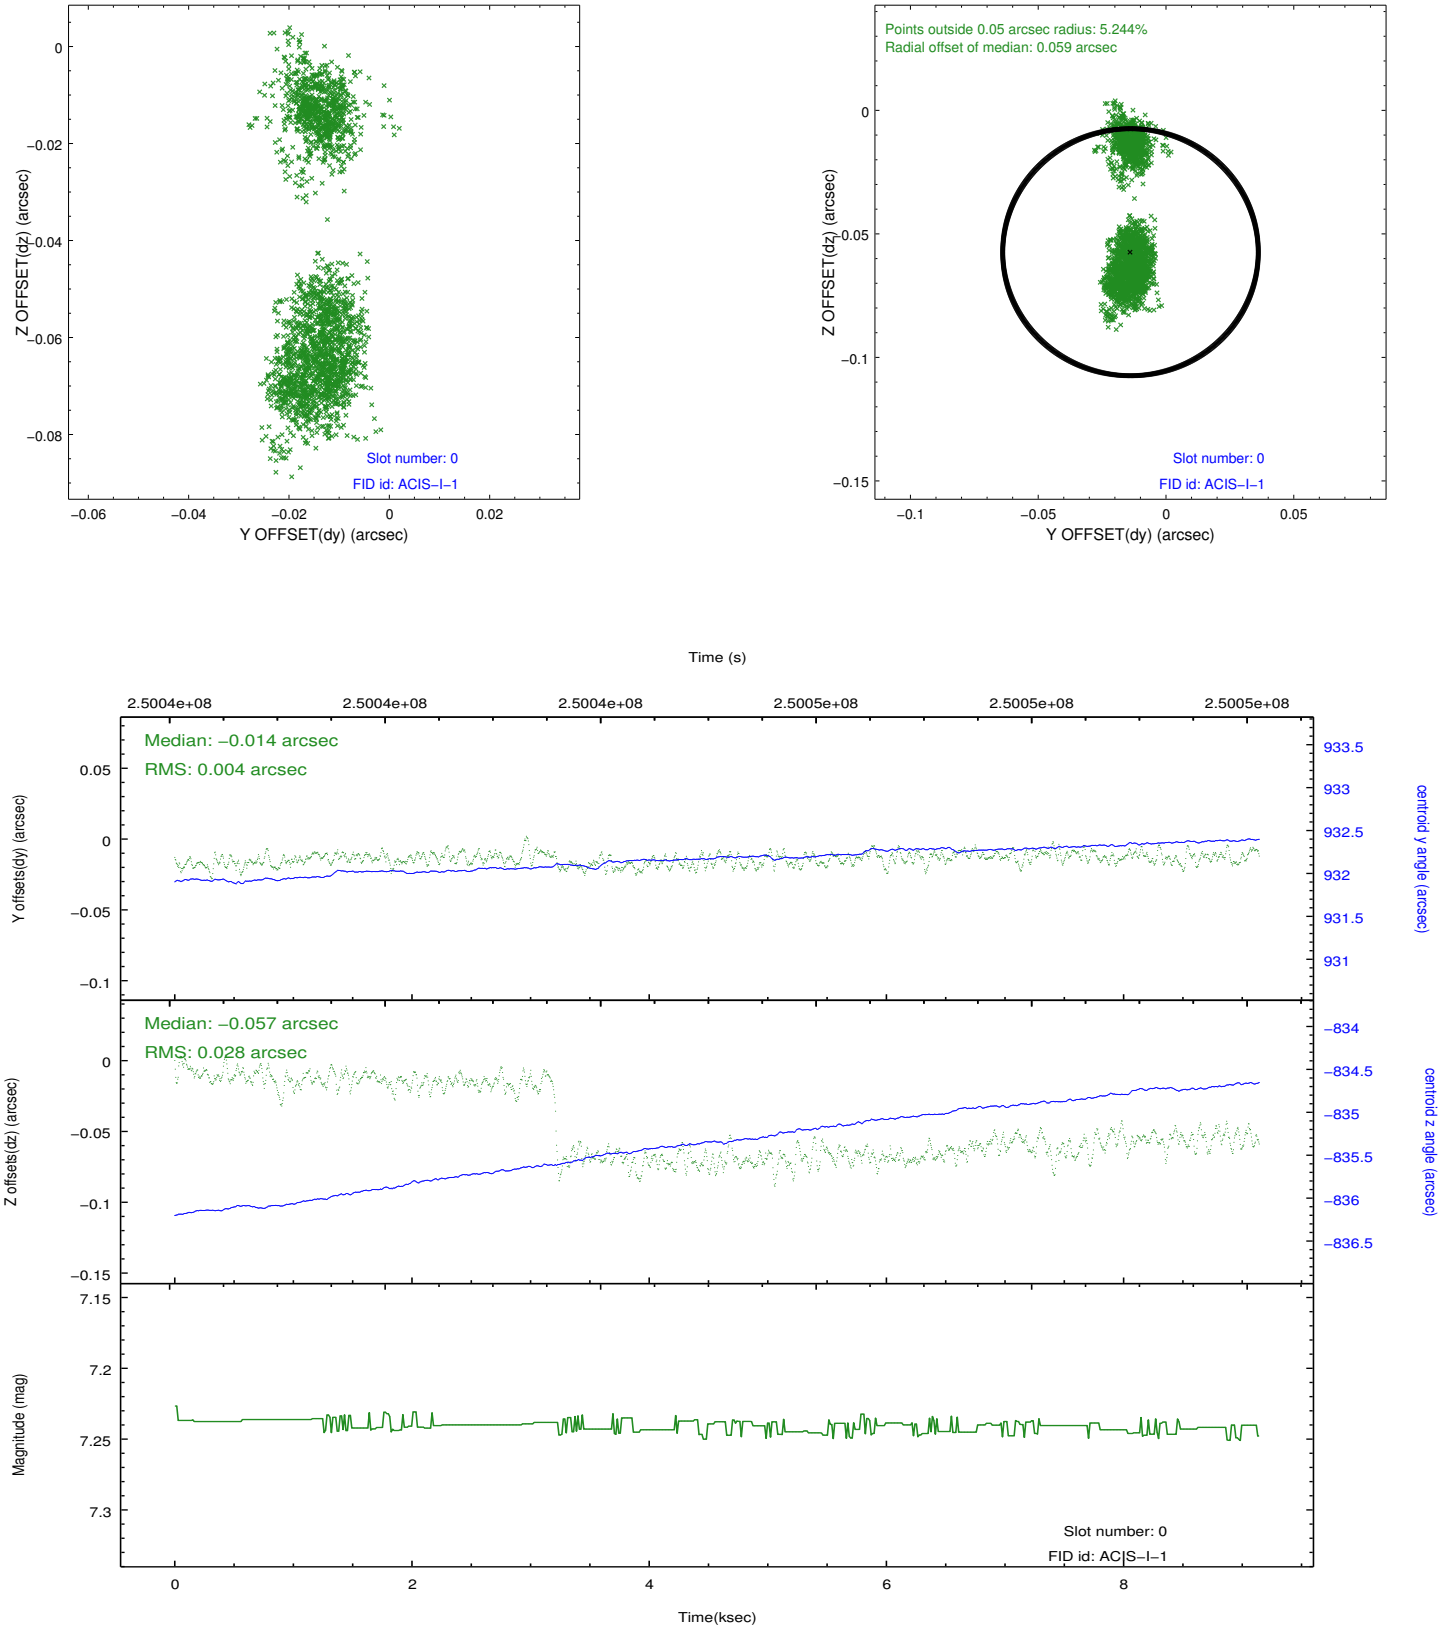 0
−0.02
−0.04
−0.06
−0.08
Z OFFSET(dz) (arcsec)
Slot number: 0
FID id: ACIS−I−1
−0.06
−0.04
−0.02
0
0.02
Y OFFSET(dy) (arcsec)
Points outside 0.05 arcsec radius: 5.244%
Radial offset of median: 0.059 arcsec
0
−0.05
−0.1
−0.15
Z OFFSET(dz) (arcsec)
Slot number: 0
FID id: ACIS−I−1
−0.1
−0.05
0
0.05
Y OFFSET(dy) (arcsec)
Time (s)
2.5004e+08
2.5004e+08
2.5004e+08
2.5005e+08
2.5005e+08
2.5005e+08
Median: −0.014 arcsec
RMS: 0.004 arcsec
0.05
0
−0.05
−0.1
Y offsets(dy) (arcsec)
933.5
933
932.5
932
931.5
931
centroid y angle (arcsec)
Median: −0.057 arcsec
RMS: 0.028 arcsec
0
−0.05
−0.1
−0.15
Z offsets(dz) (arcsec)
−834
−834.5
−835
−835.5
−836
−836.5
centroid z angle (arcsec)
7.15
7.2
7.25
7.3
Magnitude (mag)
Slot number: 0
FID id: ACIS−I−1
0
2
4
6
8
Time(ksec)